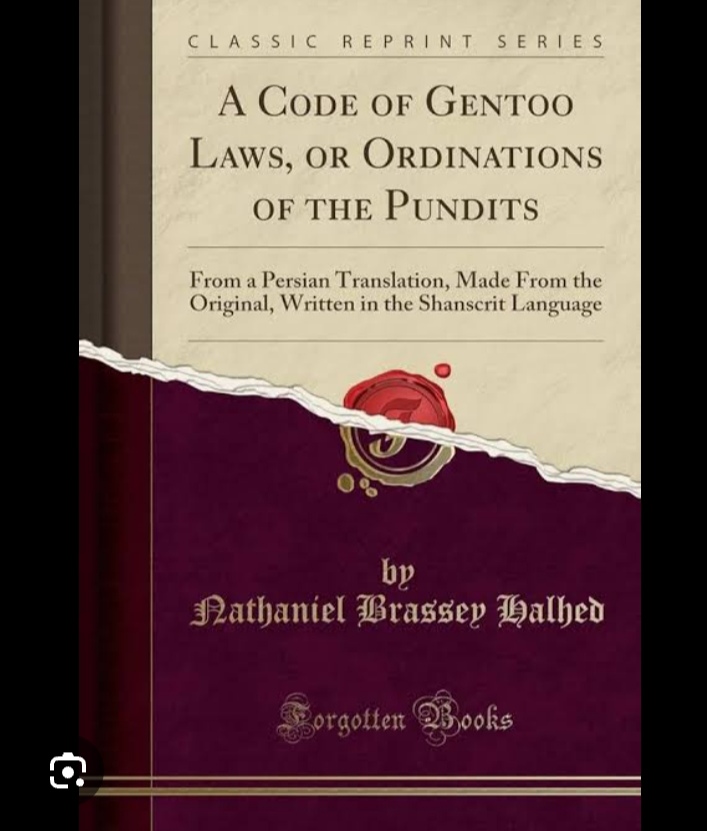 CLASSIC REPRINT SERIES
A Code of Gentoo
Laws, or Ordinations
of the Pundits
From a Persian Translation, Made From the
Original, Written in the Shanscrit Language
by
Nathaniel Brassey Halhed
Forgotten Books